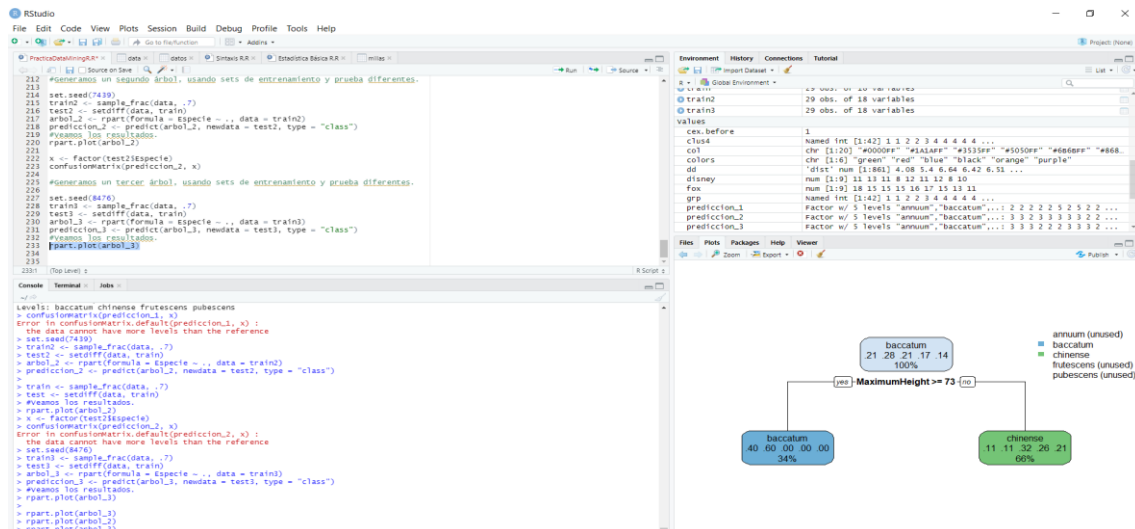 RStudio
File Edit Code View Plots Session Build Debug Profile Tools Help
Go to file/function Addins
Project: (None)
PracticaDataMiningR.R* data datos Sintaxis R.R Estadística Básica R.R millas
Source on Save Run Source
212 #Generamos un segundo árbol, usando sets de entrenamiento y prueba diferentes.
213
214 set.seed(7439)
215 train2 <- sample_frac(data, .7)
216 test2 <- setdiff(data, train)
217 arbol_2 <- rpart(formula = Especie ~ ., data = train2)
218 prediccion_2 <- predict(arbol_2, newdata = test2, type = "class")
219 #Veamos los resultados.
220 rpart.plot(arbol_2)
221
222 x <- factor(test2$Especie)
223 confusionMatrix(prediccion_2, x)
224
225 #Generamos un tercer árbol, usando sets de entrenamiento y prueba diferentes.
226
227 set.seed(8476)
228 train3 <- sample_frac(data, .7)
229 test3 <- setdiff(data, train)
230 arbol_3 <- rpart(formula = Especie ~ ., data = train3)
231 prediccion_3 <- predict(arbol_3, newdata = test3, type = "class")
232 #Veamos los resultados.
233 rpart.plot(arbol_3)
234
235
233:1 (Top Level) R Script
Console Terminal Jobs
~/
Levels: baccatum chinense frutescens pubescens
> confusionMatrix(prediccion_1, x)
Error in confusionMatrix.default(prediccion_1, x) :
the data cannot have more levels than the reference
> set.seed(7439)
> train2 <- sample_frac(data, .7)
> test2 <- setdiff(data, train)
> arbol_2 <- rpart(formula = Especie ~ ., data = train2)
> prediccion_2 <- predict(arbol_2, newdata = test2, type = "class")
>
> train <- sample_frac(data, .7)
> test <- setdiff(data, train)
> #Veamos los resultados.
> rpart.plot(arbol_2)
> x <- factor(test2$Especie)
> confusionMatrix(prediccion_2, x)
Error in confusionMatrix.default(prediccion_2, x) :
the data cannot have more levels than the reference
> set.seed(8476)
> train3 <- sample_frac(data, .7)
> test3 <- setdiff(data, train)
> arbol_3 <- rpart(formula = Especie ~ ., data = train3)
> prediccion_3 <- predict(arbol_3, newdata = test3, type = "class")
> #Veamos los resultados.
> rpart.plot(arbol_3)
>
> rpart.plot(arbol_3)
> rpart.plot(arbol_2)
Environment History Connections Tutorial
Import Dataset List
R Global Environment
train 29 obs. of 18 variables
train2 29 obs. of 18 variables
train3 29 obs. of 18 variables
Values
cex.before 1
clus4 Named int [1:42] 1 1 2 2 3 4 4 4 4 4 ...
col chr [1:20] "#0000FF" "#1A1AFF" "#3535FF" "#5050FF" "#6B6BFF" "#868...
colors chr [1:6] "green" "red" "blue" "black" "orange" "purple"
dd 'dist' num [1:861] 4.08 5.4 6.64 6.42 6.51 ...
disney num [1:9] 11 13 11 8 12 11 12 8 10
fox num [1:9] 18 15 15 15 16 17 15 13 11
grp Named int [1:42] 1 1 2 2 3 4 4 4 4 4 ...
prediccion_1 Factor w/ 5 levels "annuum","baccatum",..: 2 2 2 2 2 5 2 5 2 2 ...
prediccion_2 Factor w/ 5 levels "annuum","baccatum",..: 3 3 2 3 3 3 3 3 2 2 ...
prediccion_3 Factor w/ 5 levels "annuum","baccatum",..: 3 3 3 2 2 2 3 3 2 ...
Files Plots Packages Help Viewer
Zoom Export Publish
annuum (unused)
baccatum
chinense
frutescens (unused)
pubescens (unused)
baccatum
.21 .28 .21 .17 .14
100%
yes MaximumHeight >= 73 no
baccatum
.40 .60 .00 .00 .00
34%
chinense
.11 .11 .32 .26 .21
66%